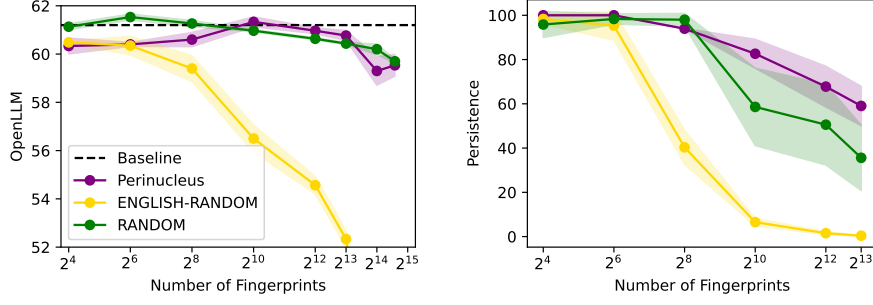 62
60
58
56
54
52
OpenLLM
Baseline
Perinucleus
ENGLISH-RANDOM
RANDOM
2^4 2^6 2^8 2^10 2^12 2^13 2^14 2^15
Number of Fingerprints
100
80
60
40
20
0
Persistence
2^4 2^6 2^8 2^10 2^12 2^13
Number of Fingerprints